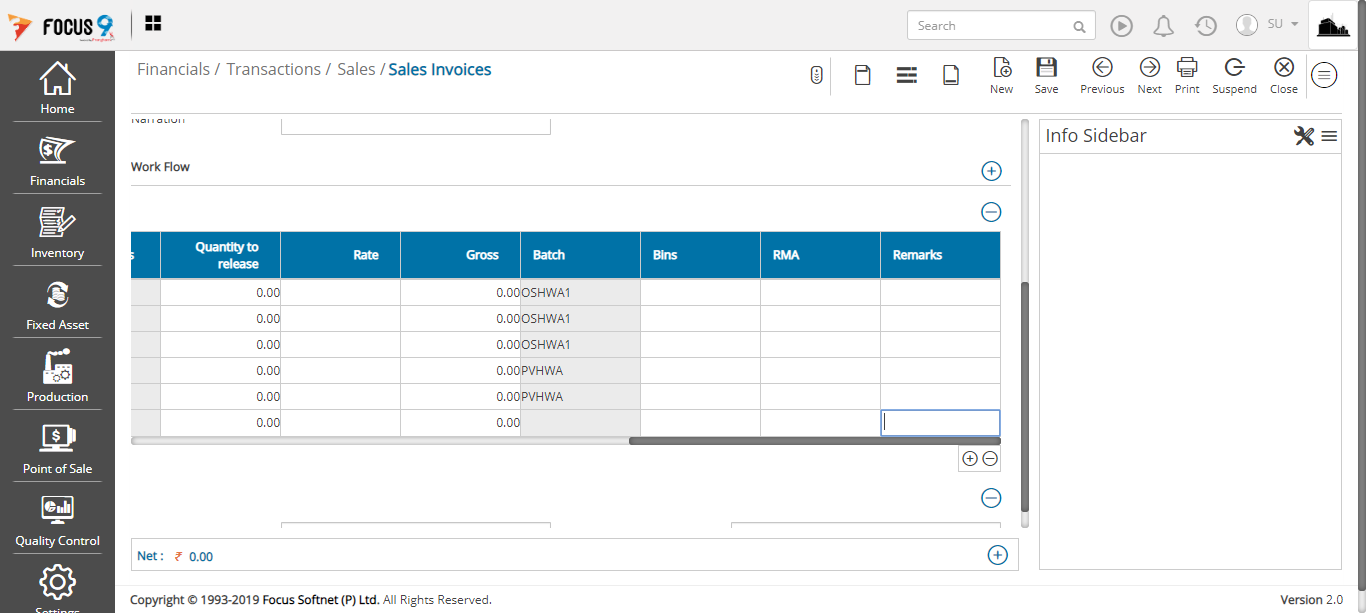 FOCUS 9
Search
SU
Financials / Transactions / Sales / Sales Invoices
New
Save
Previous
Next
Print
Suspend
Close
Home
Financials
Inventory
Fixed Asset
Production
Point of Sale
Quality Control
Settings
Narration
Work Flow
s Quantity to release Rate Gross Batch Bins RMA Remarks
0.00 0.00 OSHWA1
0.00 0.00 OSHWA1
0.00 0.00 OSHWA1
0.00 0.00 PVHWA
0.00 0.00 PVHWA
0.00 0.00
Net : ₹ 0.00
Info Sidebar
Copyright © 1993-2019 Focus Softnet (P) Ltd. All Rights Reserved.
Version 2.0